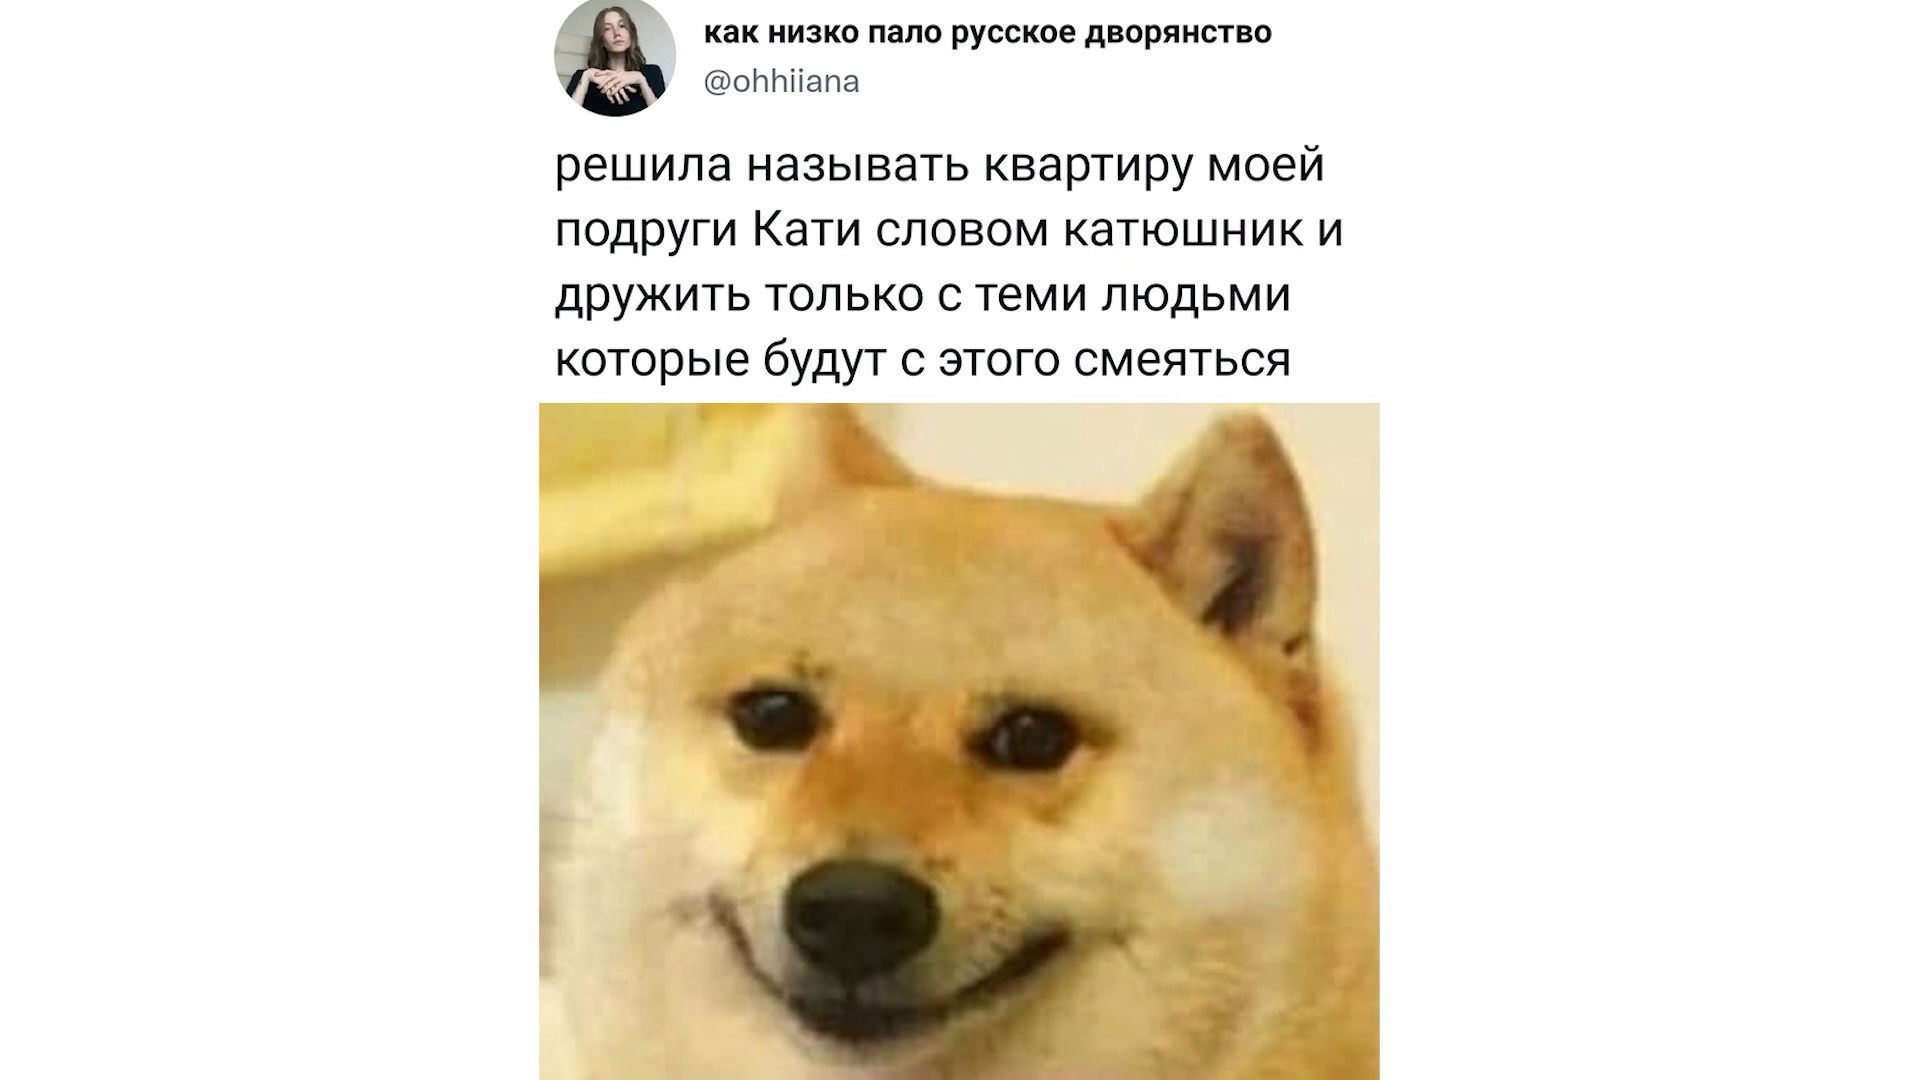 как низко пало русское дворянство
@ohhiiana
решила называть квартиру моей
подруги Кати словом катюшник и
дружить только с теми людьми
которые будут с этого смеяться